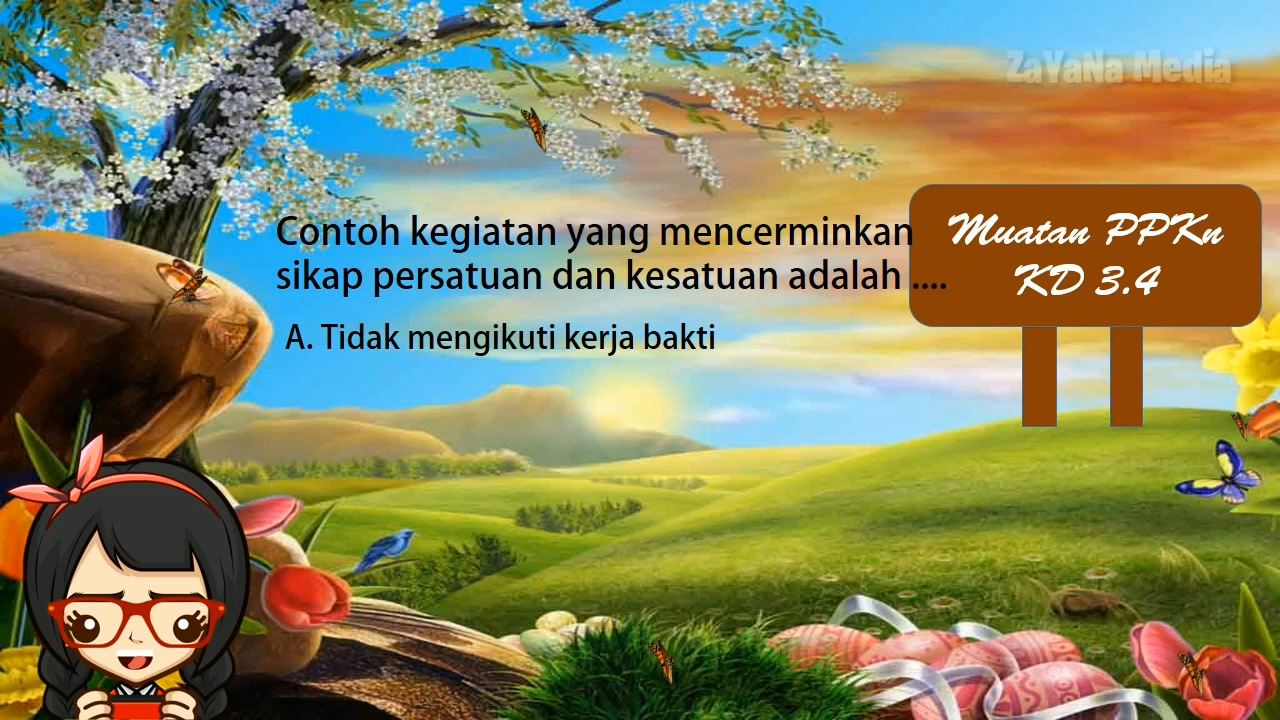 ZaYaNa Media
Contoh kegiatan yang mencerminkan
sikap persatuan dan kesatuan adalah ....
A. Tidak mengikuti kerja bakti
Muatan PPKn
KD 3.4